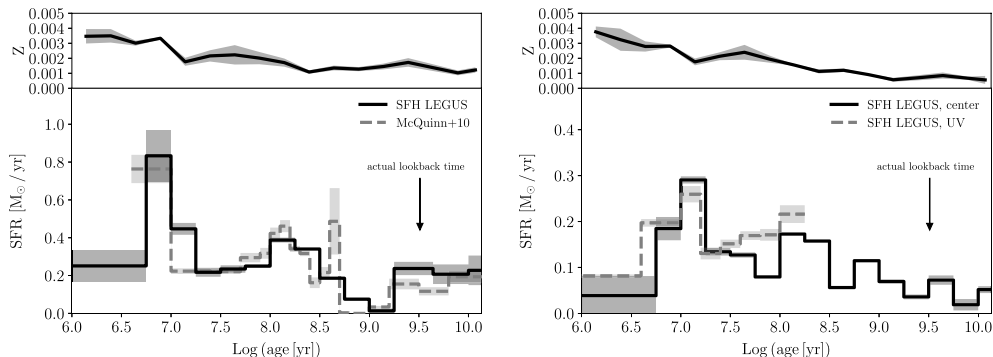 0.005
0.004
0.003
0.002
0.001
0.000
Z
SFH LEGUS
McQuinn+10
actual lookback time
1.0
0.8
0.6
0.4
0.2
0.0
SFR [M⊙ / yr]
6.0 6.5 7.0 7.5 8.0 8.5 9.0 9.5 10.0
Log (age [yr])
0.005
0.004
0.003
0.002
0.001
0.000
Z
SFH LEGUS, center
SFH LEGUS, UV
actual lookback time
0.4
0.3
0.2
0.1
0.0
SFR [M⊙ / yr]
6.0 6.5 7.0 7.5 8.0 8.5 9.0 9.5 10.0
Log (age [yr])